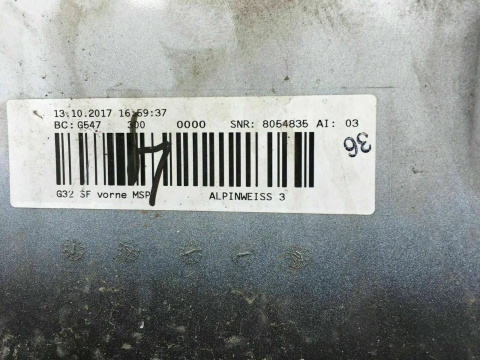 13.10.2017 16:59:37
BC: G547 300 0000 SNR: 8054835 AI: 03
36
G32 SF vorne MSP ALPINWEISS 3